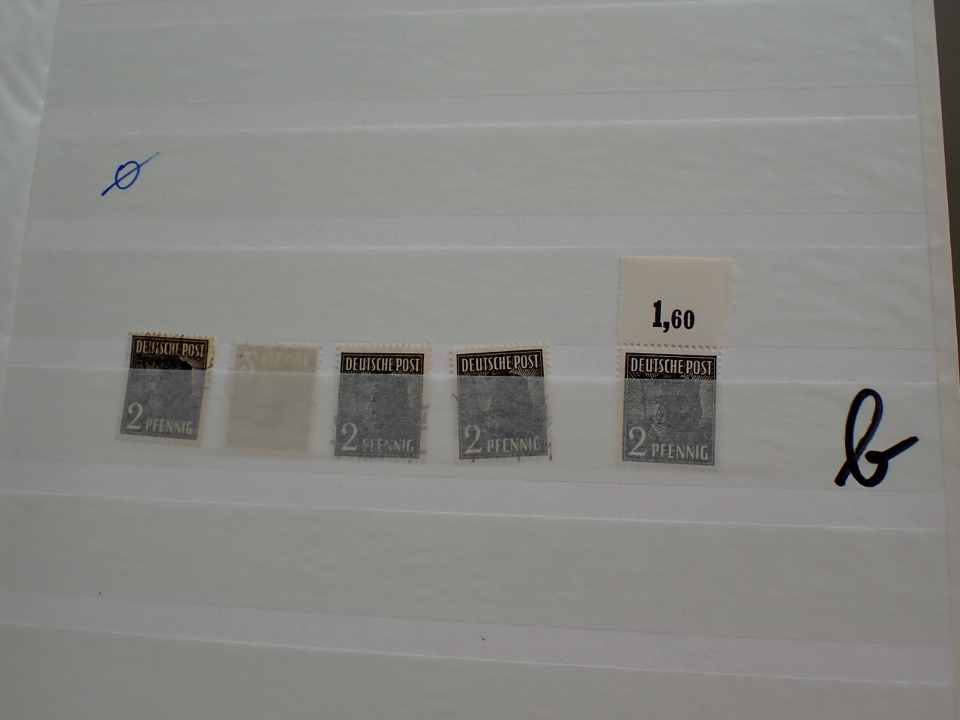 ø
1,60
DEUTSCHE POST
2 PFENNIG
DEUTSCHE POST
2 PFENNIG
DEUTSCHE POST
2 PFENNIG
DEUTSCHE POST
2 PFENNIG
b